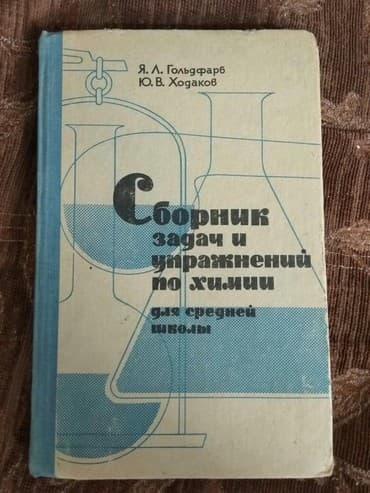 Я. Л. Гольдфарб
Ю. В. Ходаков
Сборник
задач и
упражнений
по химии
для средней
школы